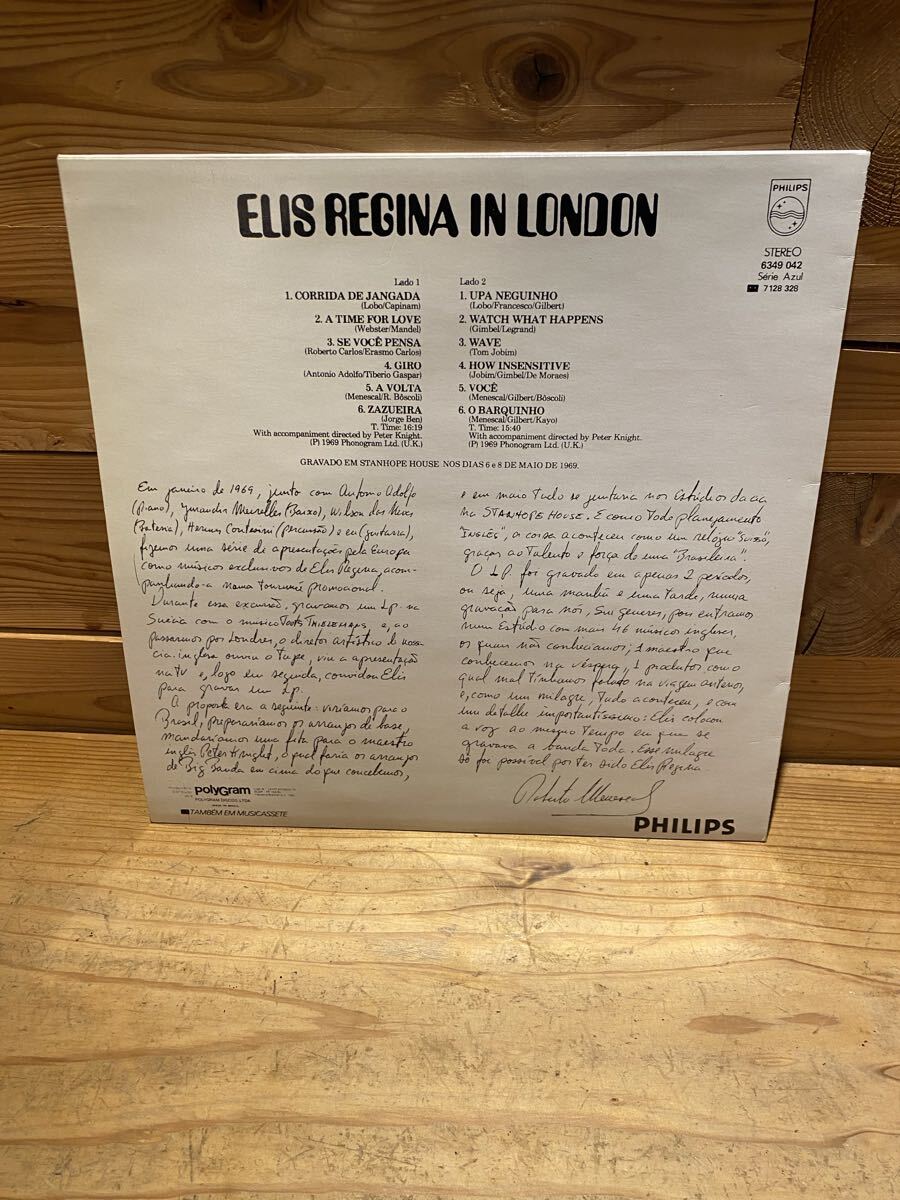 ELIS REGINA IN LONDON
PHILIPS
STEREO
6349 042
Série Azul
7128 328
Lado 1
1. CORRIDA DE JANGADA
(Lobo/Capinam)
2. A TIME FOR LOVE
(Webster/Mandel)
3. SE VOCÊ PENSA
(Roberto Carlos/Erasmo Carlos)
4. GIRO
(Antonio Adolfo/Tiberio Gaspar)
5. A VOLTA
(Menescal/R. Bôscoli)
6. ZAZUEIRA
(Jorge Ben)
T. Time: 16:19
With accompaniment directed by Peter Knight.
(P) 1969 Phonogram Ltd. (U.K.)
Lado 2
1. UPA NEGUINHO
(Lobo/Francesco/Gilbert)
2. WATCH WHAT HAPPENS
(Gimbel/Legrand)
3. WAVE
(Tom Jobim)
4. HOW INSENSITIVE
(Jobim/Gimbel/De Moraes)
5. VOCÊ
(Menescal/Gilbert/Bôscoli)
6. O BARQUINHO
(Menescal/Gilbert/Kayo)
T. Time: 15:40
With accompaniment directed by Peter Knight.
(P) 1969 Phonogram Ltd. (U.K.)
GRAVADO EM STANHOPE HOUSE NOS DIAS 6 e 8 DE MAIO DE 1969.
Em janeiro de 1969, junto com Antonio Adolfo
(piano), Jurandir Meirelles (Baixo), Wilson das Neves
(Bateria), Hermes Contesini (percussão) e eu (guitarra),
fizemos uma série de apresentações pela Europa
como músicos exclusivos de Elis Regina, acom-
panhando-a numa tournée promocional.
Durante essa excursão, gravamos um Lp. na
Suécia com o músico Toots THIELEMANS e, ao
passarmos por Londres, o diretor artístico de nossa
cia. inglesa ouviu o tape, viu a apresentação
na TV e, logo em seguida, convidou Elis
para gravar um Lp.
A proposta era a seguinte: viríamos para o
Brasil, prepararíamos os arranjos de base,
mandaríamos uma fita para o maestro
inglês Peter Knight, o qual faria os arranjos
de Big Banda em cima do que concebemos,
e em maio tudo se juntaria nos Estúdios da cia
na STANHOPE HOUSE. E como todo planejamento
"INGLÊS", a coisa aconteceu como um relógio "Suisso",
graças ao Talento e força de uma "Brasileira".
O LP. foi gravado em apenas 2 períodos,
ou seja, uma manhã e uma tarde, numa
gravação para nós, Sui generes, pois entramos
num Estúdio com mais 46 músicos ingleses,
os quais não conhecíamos; 1 maestro que
conhecemos na véspera, 1 produtor com o
qual mal tínhamos falado na viagem anterior,
e, como um milagre, tudo aconteceu, e com
um detalhe importantíssimo: Elis colocou
a voz ao mesmo tempo em que se
gravava a banda toda. Esse milagre
só foi possível por ter sido Elis Regina.
Roberto Menescal
polyGram
POLYGRAM DISCOS LTDA.
TAMBÉM EM MUSICASSETE
PHILIPS